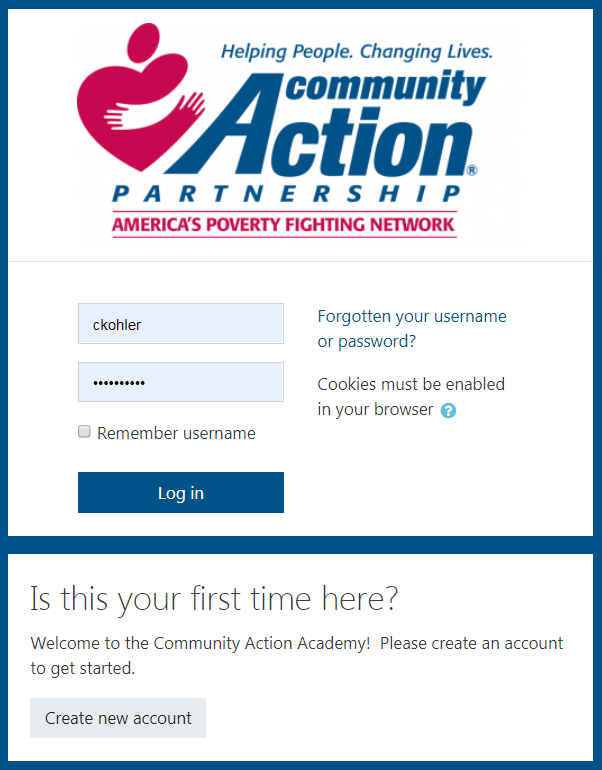 Helping People. Changing Lives.
community
Action®
PARTNERSHIP
AMERICA'S POVERTY FIGHTING NETWORK
ckohler
••••••••••
Remember username
Log in
Forgotten your username
or password?
Cookies must be enabled
in your browser ?
Is this your first time here?
Welcome to the Community Action Academy!  Please create an account
to get started.
Create new account